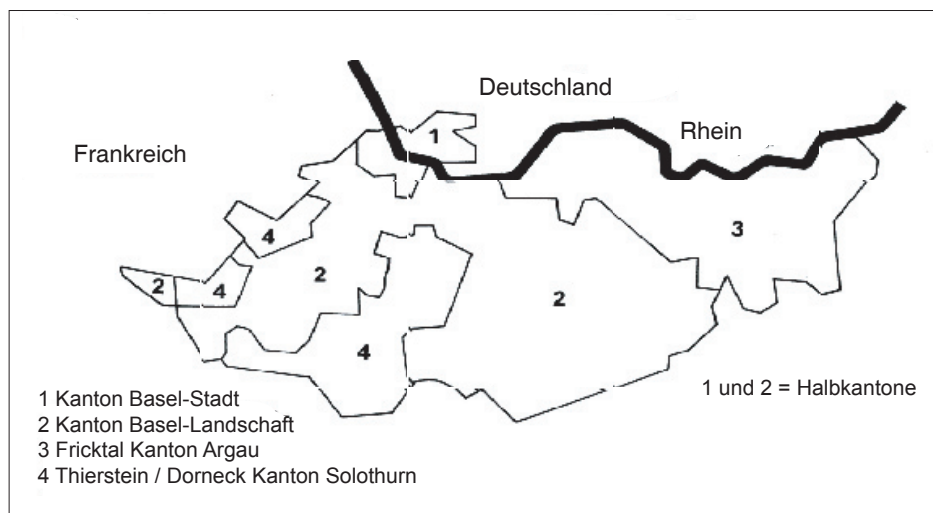 Deutschland
Rhein
Frankreich
1
3
4
2
2
4
2
4
1 und 2 = Halbkantone
1 Kanton Basel-Stadt
2 Kanton Basel-Landschaft
3 Fricktal Kanton Argau
4 Thierstein / Dorneck Kanton Solothurn